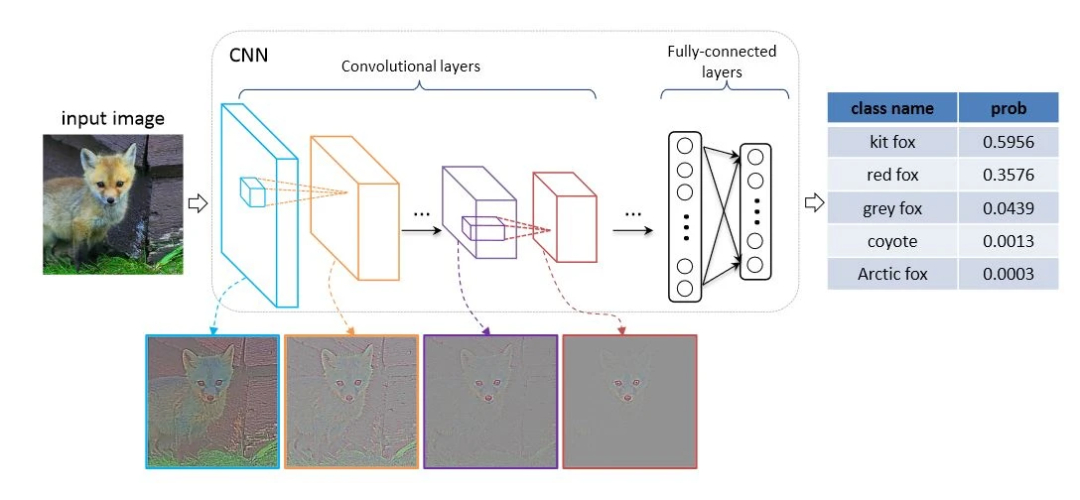 CNN
Convolutional layers
Fully-connected
layers
input image
...
...
class name prob
kit fox 0.5956
red fox 0.3576
grey fox 0.0439
coyote 0.0013
Arctic fox 0.0003